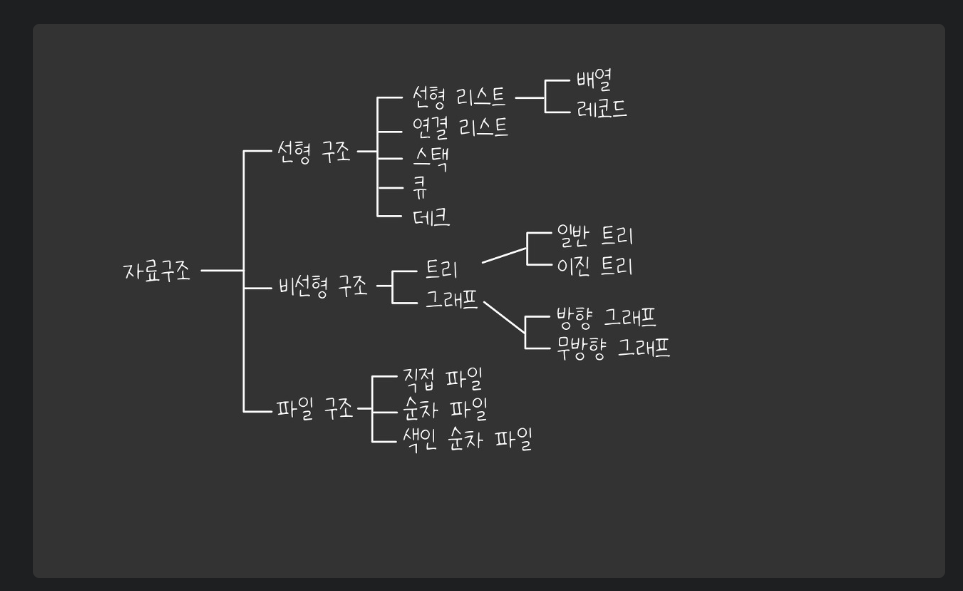 배열
선형 리스트
레코드
연결 리스트
선형 구조
스택
큐
데크
일반 트리
트리
이진 트리
자료구조
비선형 구조
그래프
방향 그래프
무방향 그래프
직접 파일
파일 구조
순차 파일
색인 순차 파일